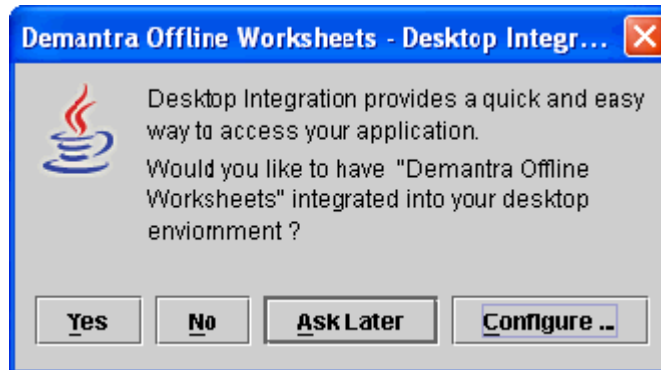 Demantra Offline Worksheets - Desktop Integr...
Desktop Integration provides a quick and easy
way to access your application.
Would you like to have "Demantra Offline
Worksheets" integrated into your desktop
enviornment ?
Yes No Ask Later Configure ...